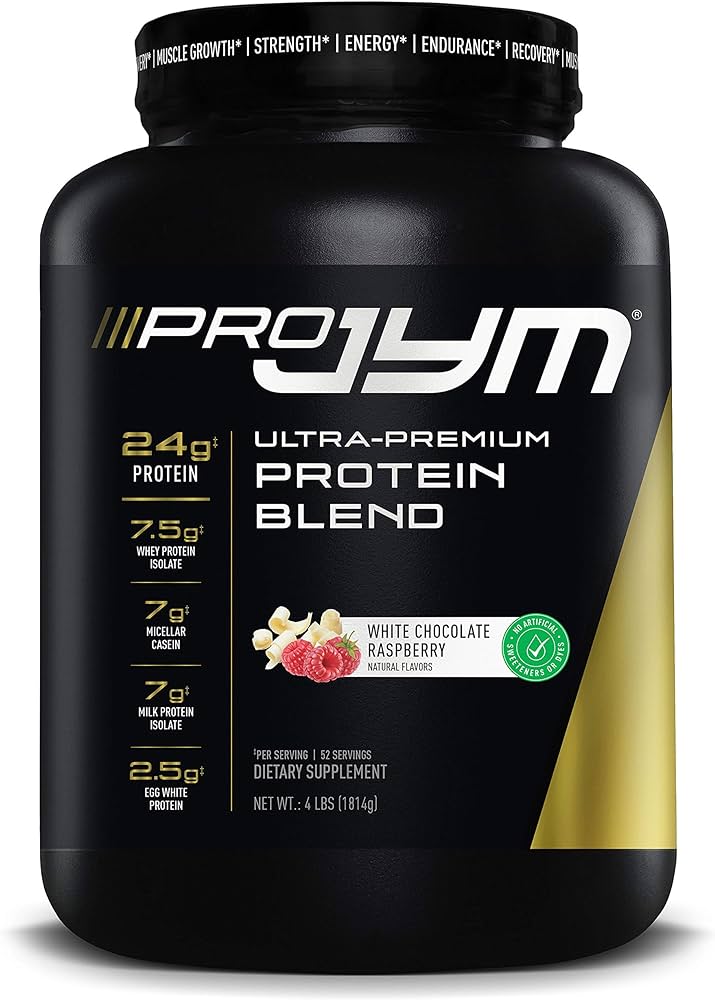 | MUSCLE GROWTH* | STRENGTH* | ENERGY* | ENDURANCE* | RECOVERY* |
PRO JYM®
24g‡
PROTEIN
7.5g‡
WHEY PROTEIN
ISOLATE
7g‡
MICELLAR
CASEIN
7g‡
MILK PROTEIN
ISOLATE
2.5g‡
EGG WHITE
PROTEIN
ULTRA-PREMIUM
PROTEIN
BLEND
WHITE CHOCOLATE
RASPBERRY
NATURAL FLAVORS
NO ARTIFICIAL
SWEETENERS OR DYES
‡PER SERVING | 52 SERVINGS
DIETARY SUPPLEMENT
NET WT.: 4 LBS (1814g)